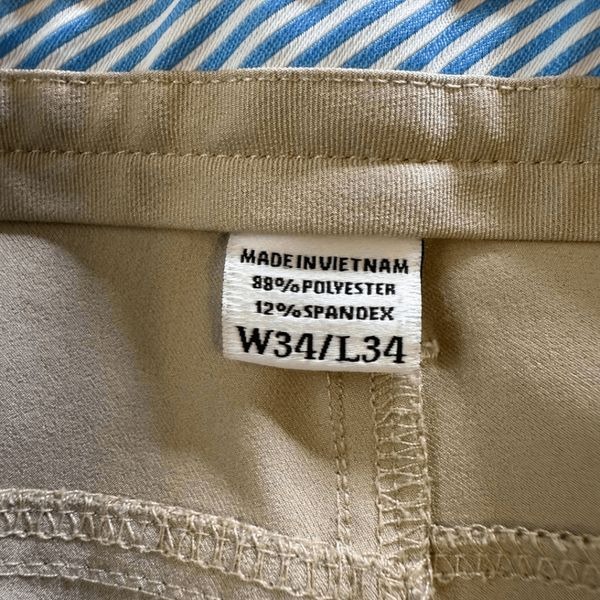 MADE IN VIETNAM
88% POLYESTER
12% SPANDEX
W34/L34